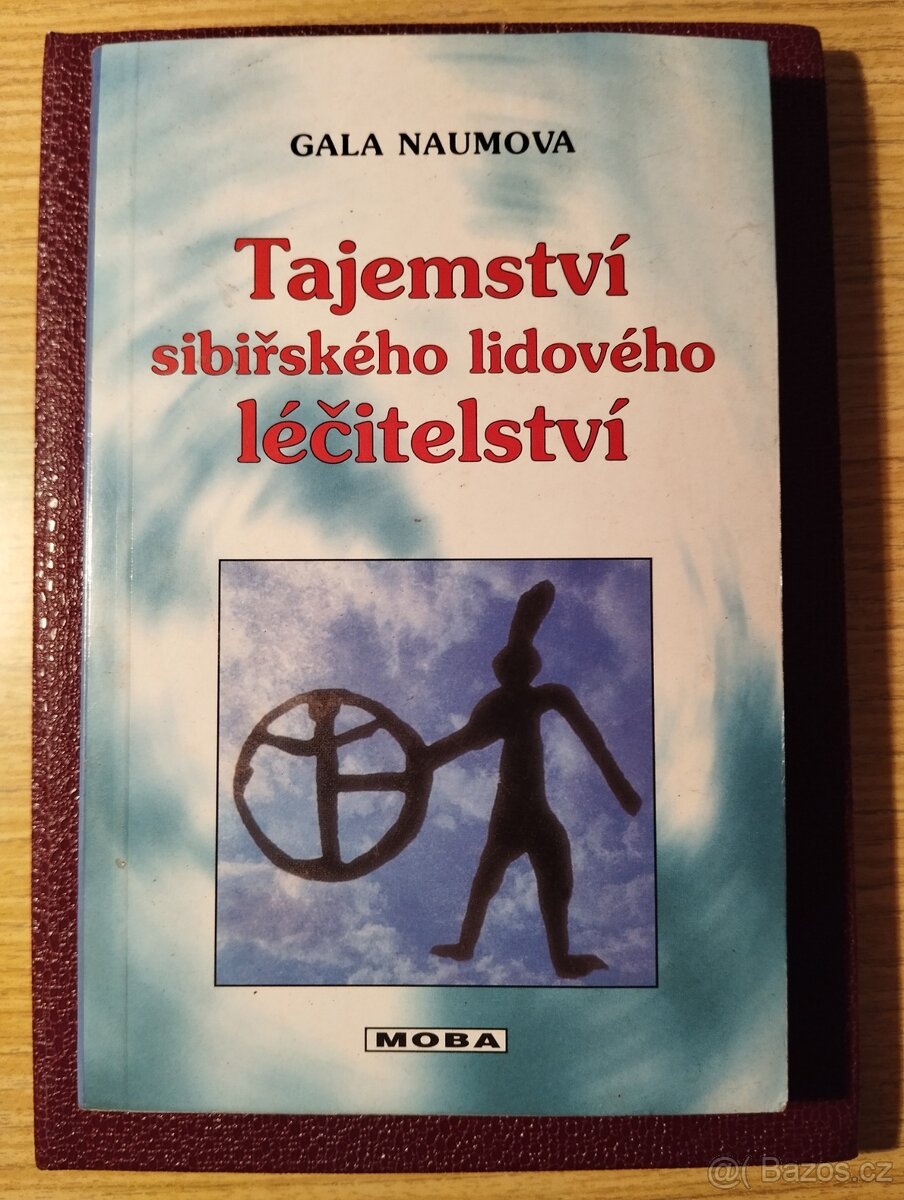 GALA NAUMOVA
Tajemství
sibiřského lidového
léčitelství
MOBA
@( Bazos.cz